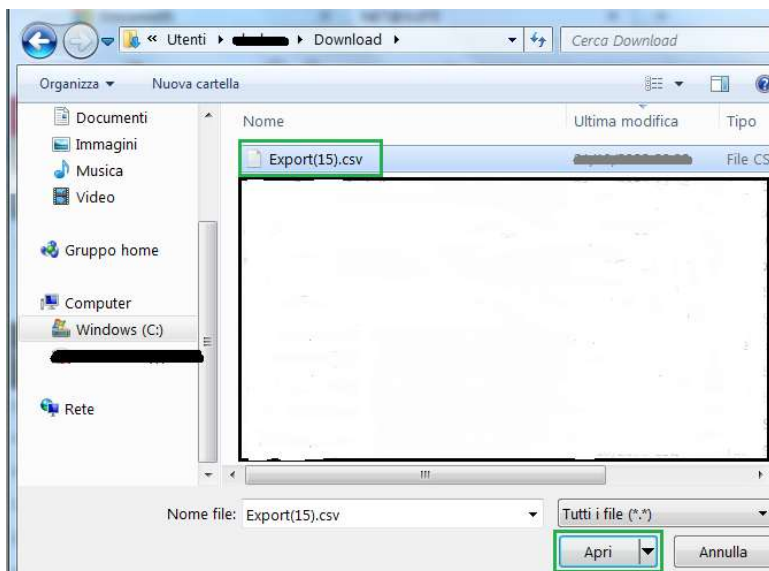 « Utenti Download
Cerca Download
Organizza
Nuova cartella
Documenti
Immagini
Musica
Video
Gruppo home
Computer
Windows (C:)
Rete
Nome
Ultima modifica
Tipo
Export(15).csv
File CS
Nome file: Export(15).csv
Tutti i file (*.*)
Apri
Annulla